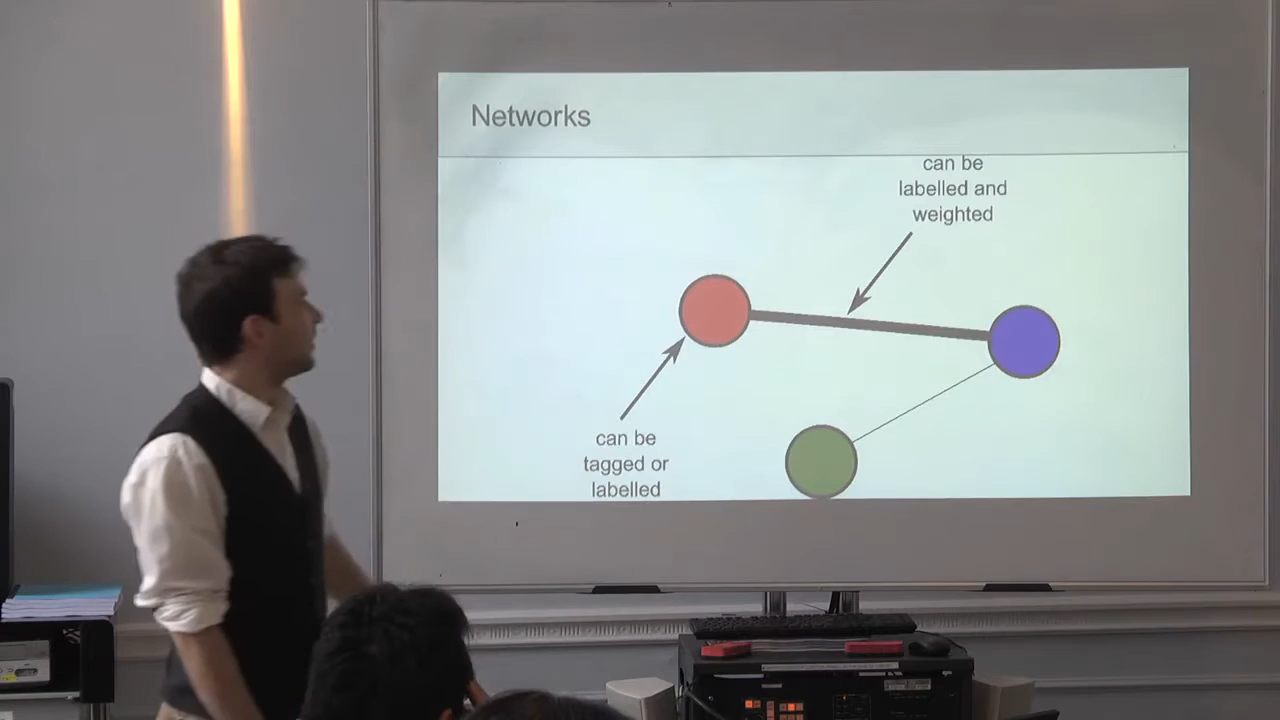 Networks
can be
labelled and
weighted
can be
tagged or
labelled